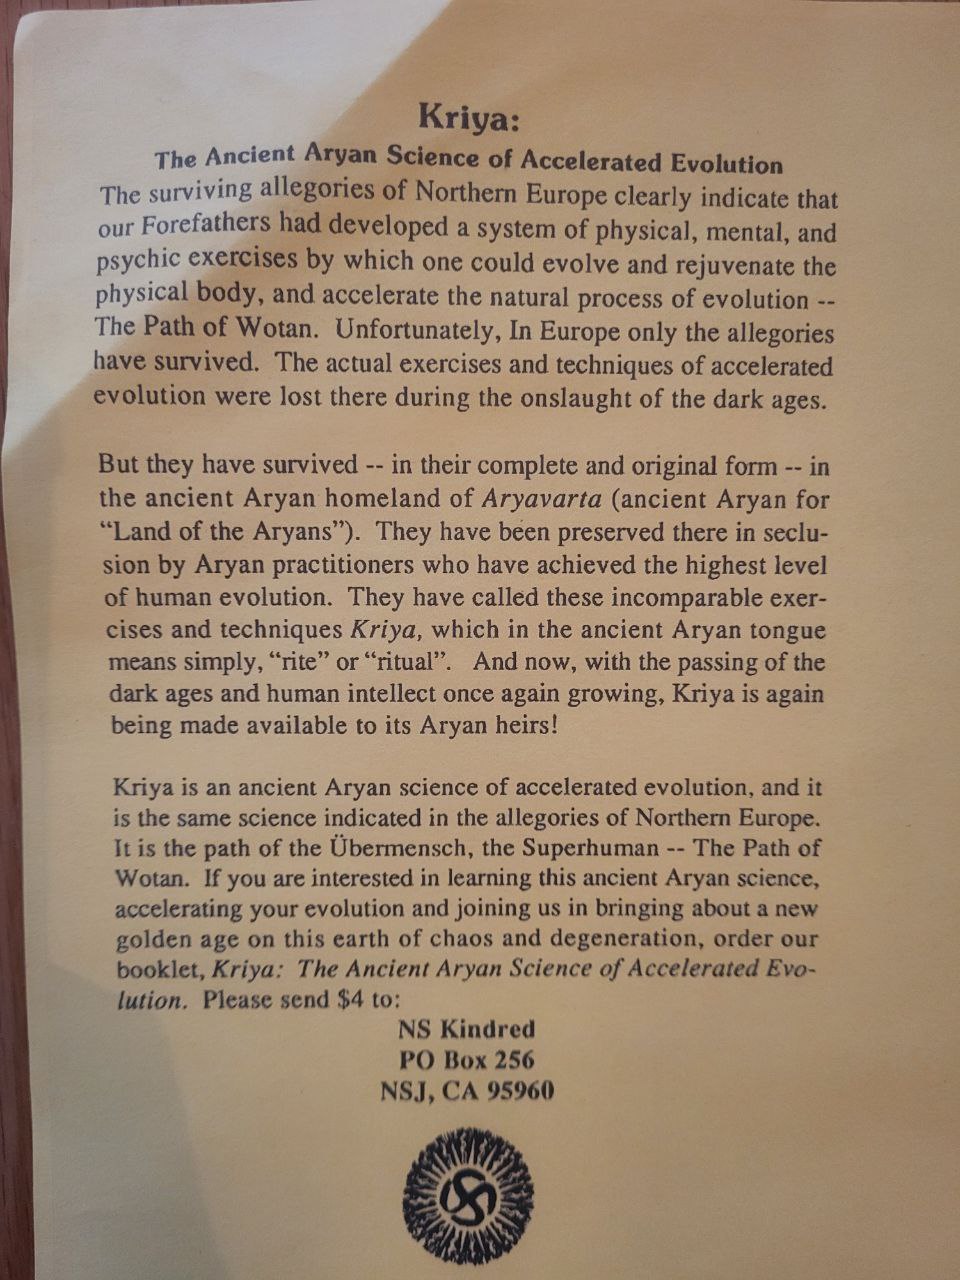 Kriya:
The Ancient Aryan Science of Accelerated Evolution
The surviving allegories of Northern Europe clearly indicate that
our Forefathers had developed a system of physical, mental, and
psychic exercises by which one could evolve and rejuvenate the
physical body, and accelerate the natural process of evolution --
The Path of Wotan.  Unfortunately, In Europe only the allegories
have survived.  The actual exercises and techniques of accelerated
evolution were lost there during the onslaught of the dark ages.
But they have survived -- in their complete and original form -- in
the ancient Aryan homeland of Aryavarta (ancient Aryan for
“Land of the Aryans”).  They have been preserved there in seclu-
sion by Aryan practitioners who have achieved the highest level
of human evolution.  They have called these incomparable exer-
cises and techniques Kriya, which in the ancient Aryan tongue
means simply, “rite” or “ritual”.   And now, with the passing of the
dark ages and human intellect once again growing, Kriya is again
being made available to its Aryan heirs!
Kriya is an ancient Aryan science of accelerated evolution, and it
is the same science indicated in the allegories of Northern Europe.
It is the path of the Übermensch, the Superhuman -- The Path of
Wotan.  If you are interested in learning this ancient Aryan science,
accelerating your evolution and joining us in bringing about a new
golden age on this earth of chaos and degeneration, order our
booklet, Kriya:  The Ancient Aryan Science of Accelerated Evo-
lution.  Please send $4 to:
NS Kindred
PO Box 256
NSJ, CA 95960